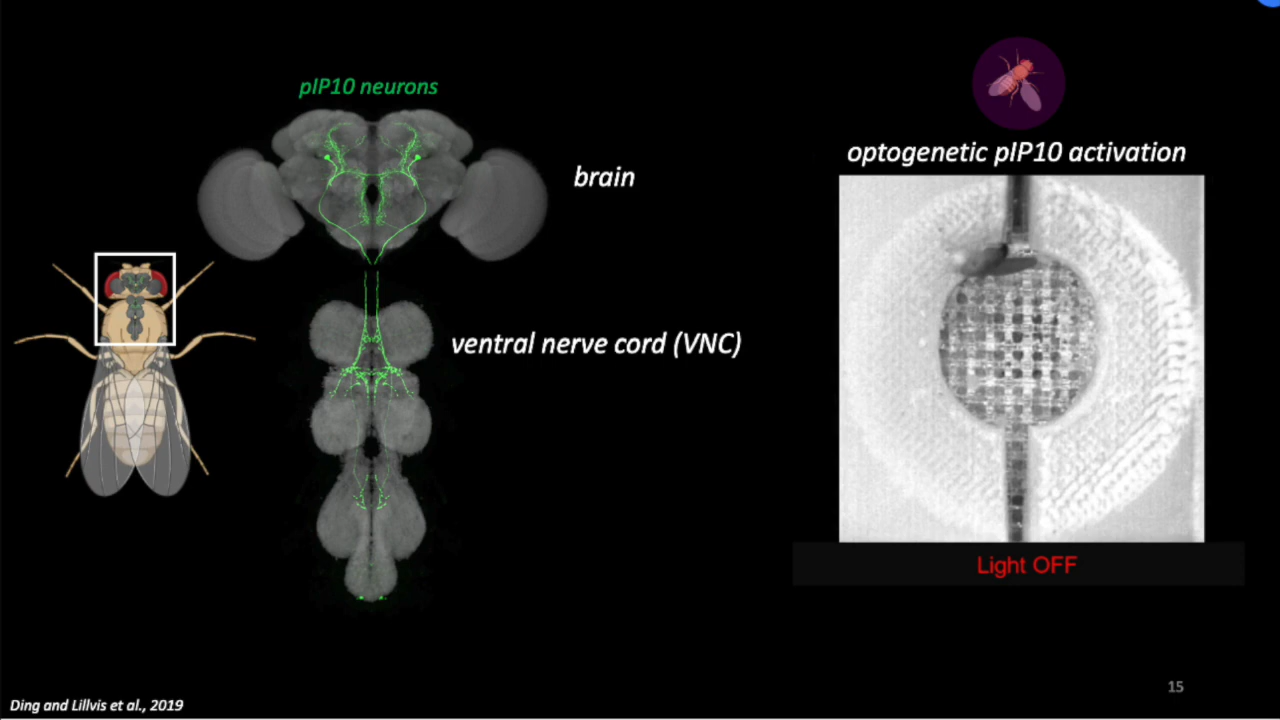 pIP10 neurons
brain
ventral nerve cord (VNC)
optogenetic pIP10 activation
Light OFF
15
Ding and Lillvis et al., 2019